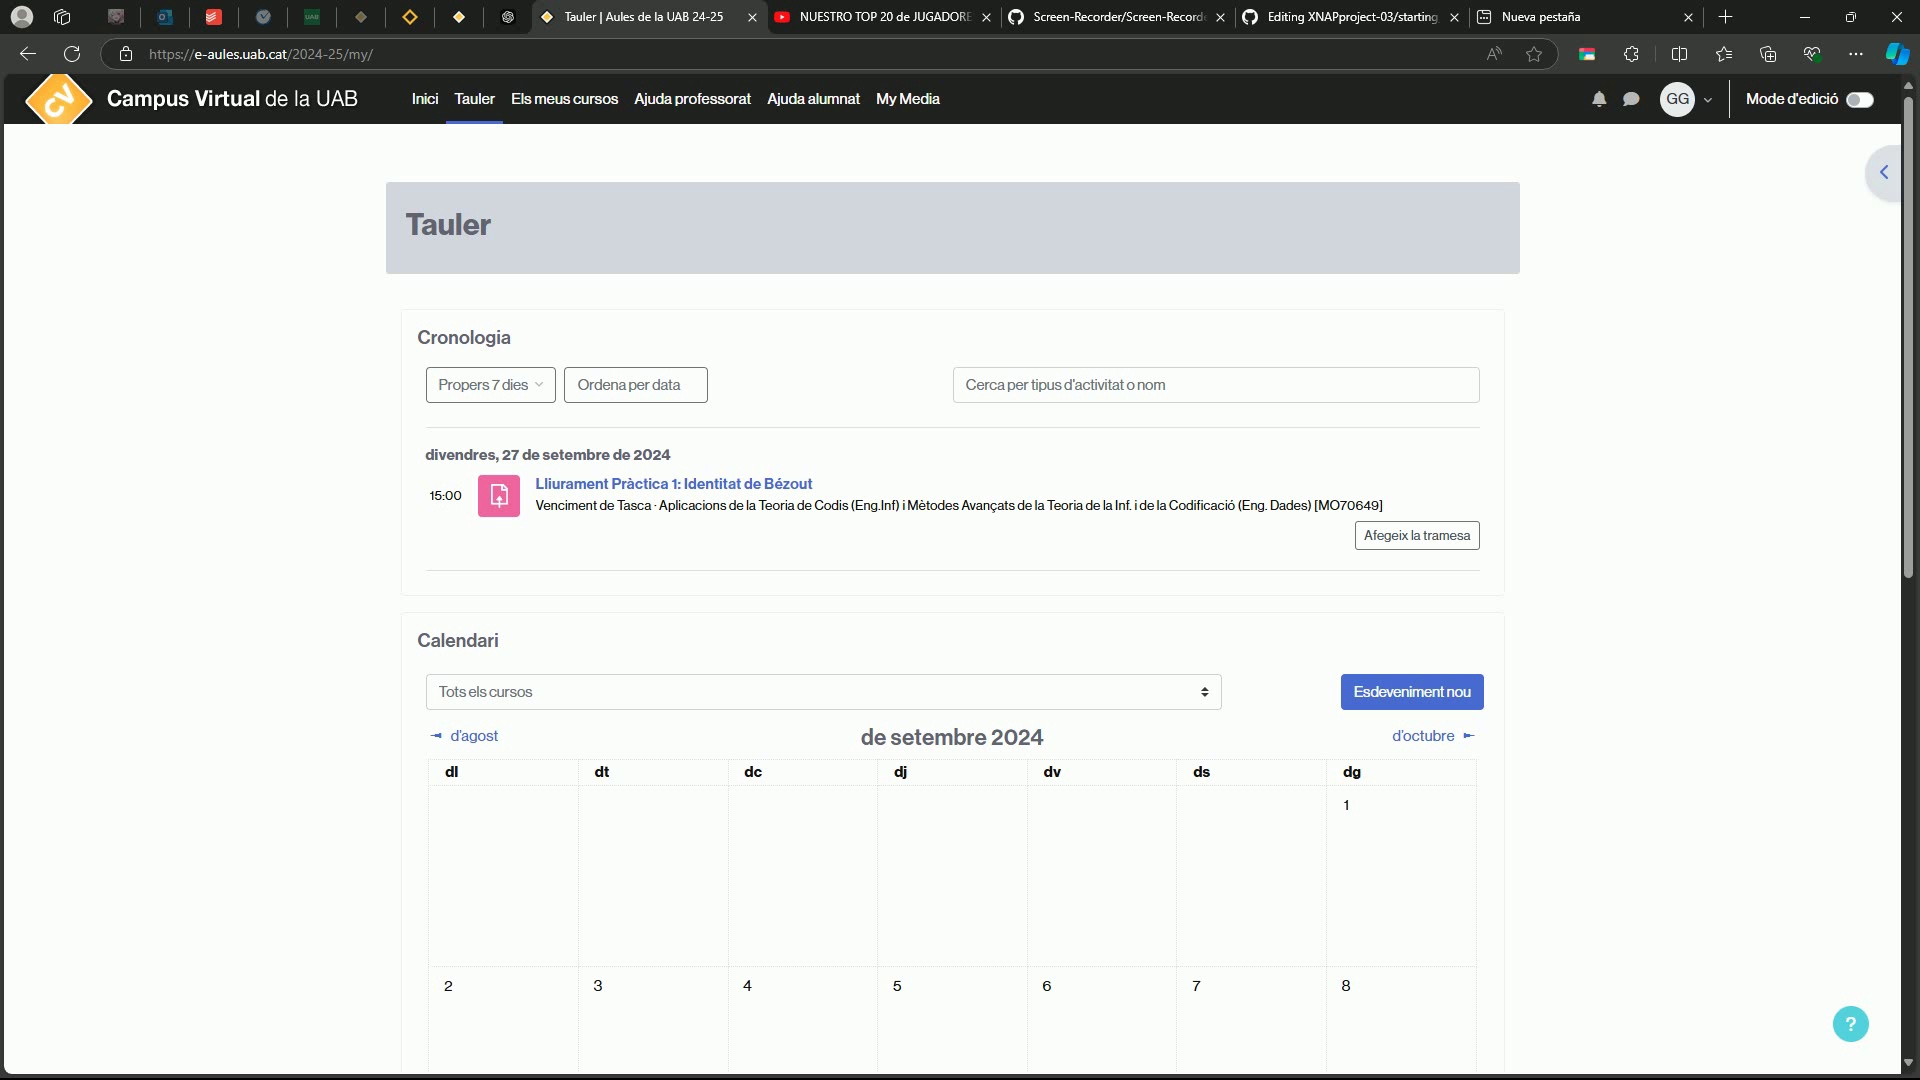 Tauler | Aules de la UAB 24-25
NUESTRO TOP 20 de JUGADORE
Screen-Recorder/Screen-Recorde
Editing XNAPproject-03/starting
Nueva pestaña
https://e-aules.uab.cat/2024-25/my/
CV
Campus Virtual de la UAB
Inici Tauler Els meus cursos Ajuda professorat Ajuda alumnat My Media
GG
Mode d'edició
Tauler
Cronologia
Propers 7 dies
Ordena per data
Cerca per tipus d'activitat o nom
divendres, 27 de setembre de 2024
15:00
Lliurament Pràctica 1: Identitat de Bézout
Venciment de Tasca · Aplicacions de la Teoria de Codis (Eng.Inf) i Mètodes Avançats de la Teoria de la Inf. i de la Codificació (Eng. Dades) [MO70649]
Afegeix la tramesa
Calendari
Tots els cursos
Esdeveniment nou
d'agost
de setembre 2024
d'octubre
dl dt dc dj dv ds dg
1
2 3 4 5 6 7 8
?